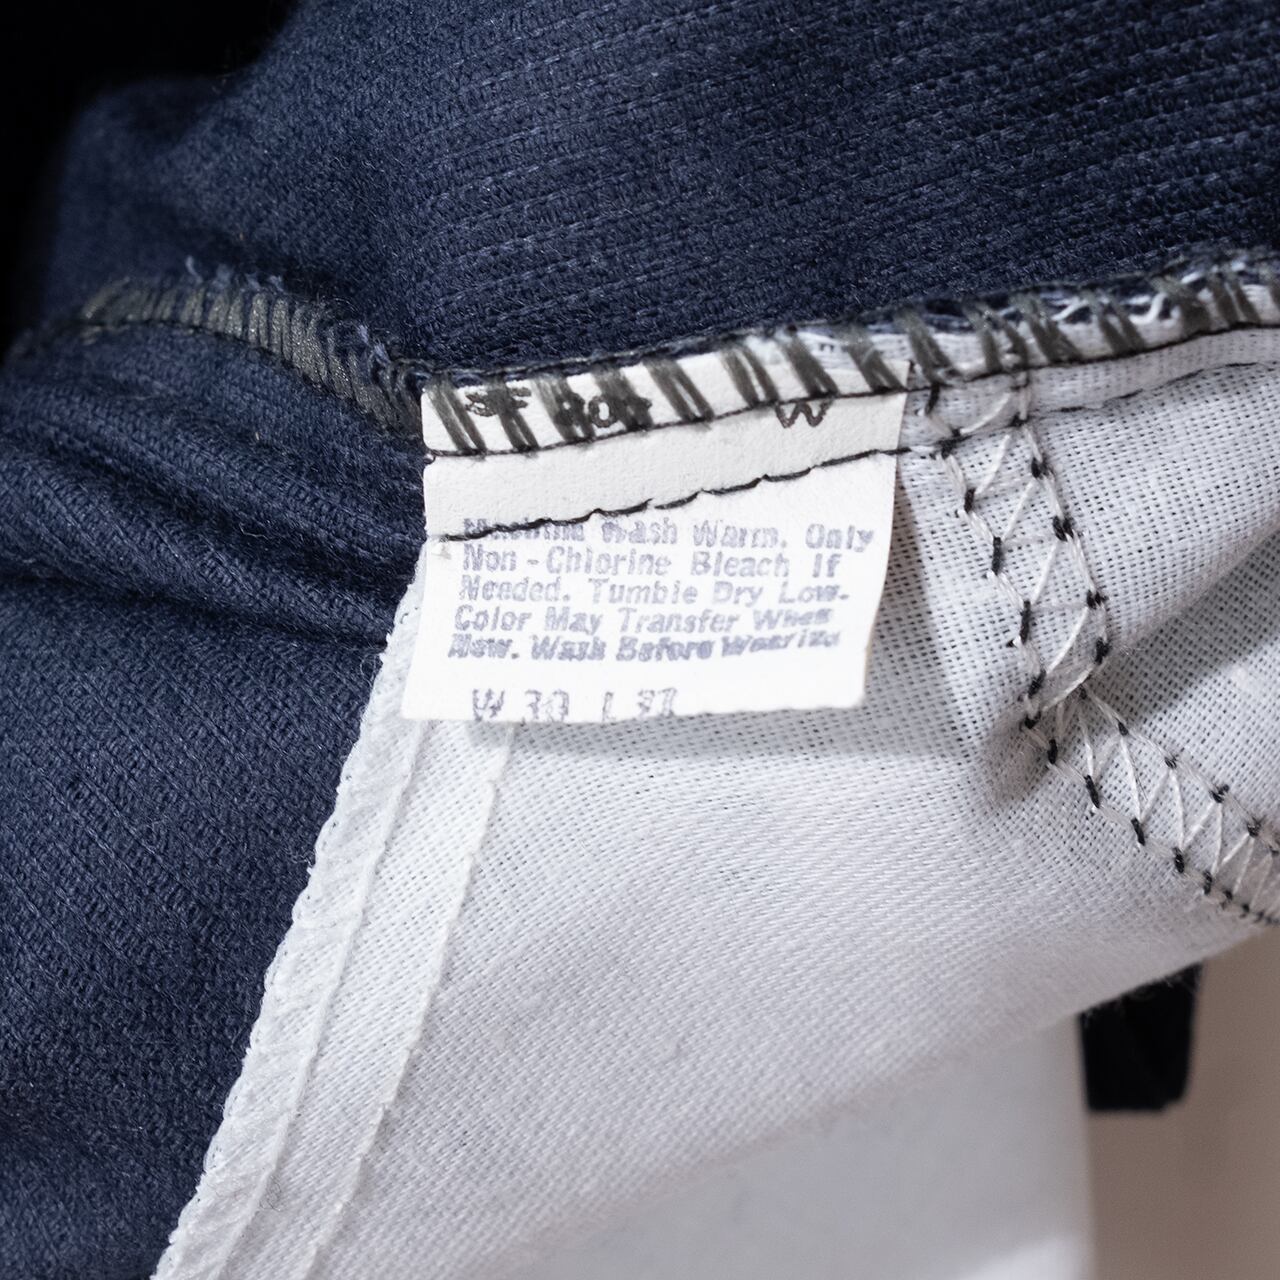 W
Machine Wash Warm. Only
Non-Chlorine Bleach If
Needed. Tumble Dry Low.
Color May Transfer When
New. Wash Before Wearing
W 30 L